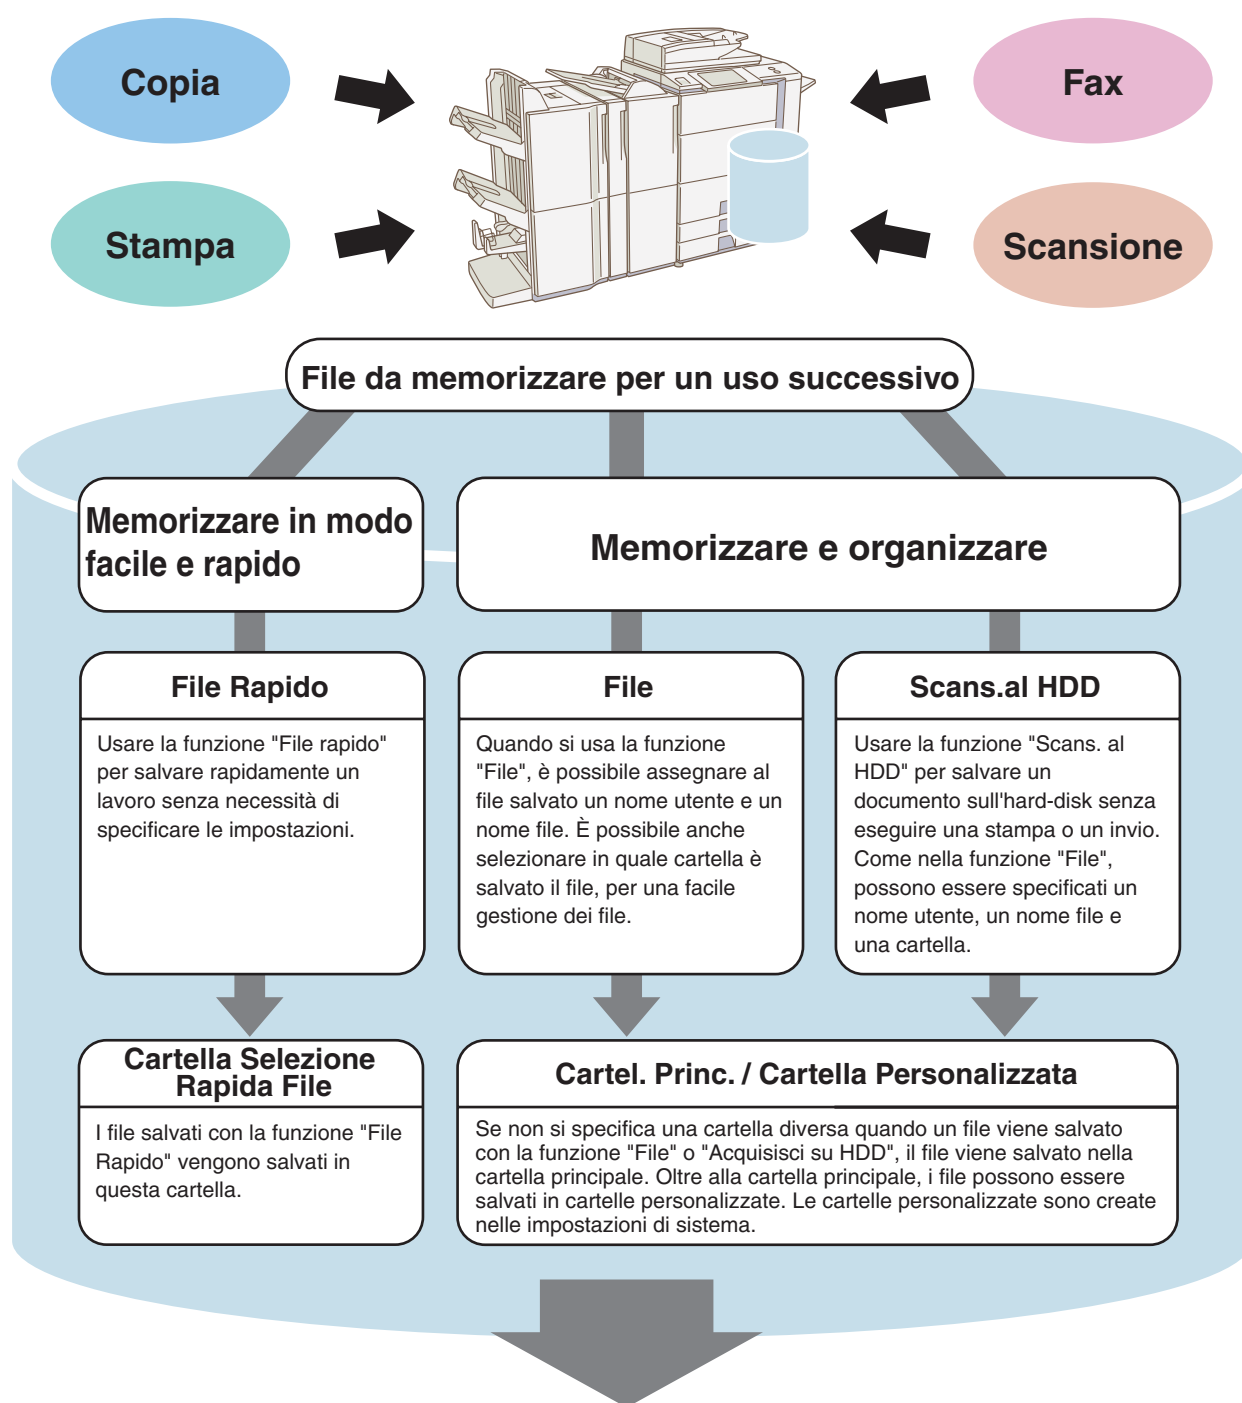 Copia
Fax
Stampa
Scansione
File da memorizzare per un uso successivo
Memorizzare in modo
facile e rapido
Memorizzare e organizzare
File Rapido
Usare la funzione "File rapido"
per salvare rapidamente un
lavoro senza necessità di
specificare le impostazioni.
File
Quando si usa la funzione
"File", è possibile assegnare al
file salvato un nome utente e un
nome file. È possibile anche
selezionare in quale cartella è
salvato il file, per una facile
gestione dei file.
Scans.al HDD
Usare la funzione "Scans. al
HDD" per salvare un
documento sull'hard-disk senza
eseguire una stampa o un invio.
Come nella funzione "File",
possono essere specificati un
nome utente, un nome file e
una cartella.
Cartella Selezione
Rapida File
I file salvati con la funzione "File
Rapido" vengono salvati in
questa cartella.
Cartel. Princ. / Cartella Personalizzata
Se non si specifica una cartella diversa quando un file viene salvato
con la funzione "File" o "Acquisisci su HDD", il file viene salvato nella
cartella principale. Oltre alla cartella principale, i file possono essere
salvati in cartelle personalizzate. Le cartelle personalizzate sono create
nelle impostazioni di sistema.